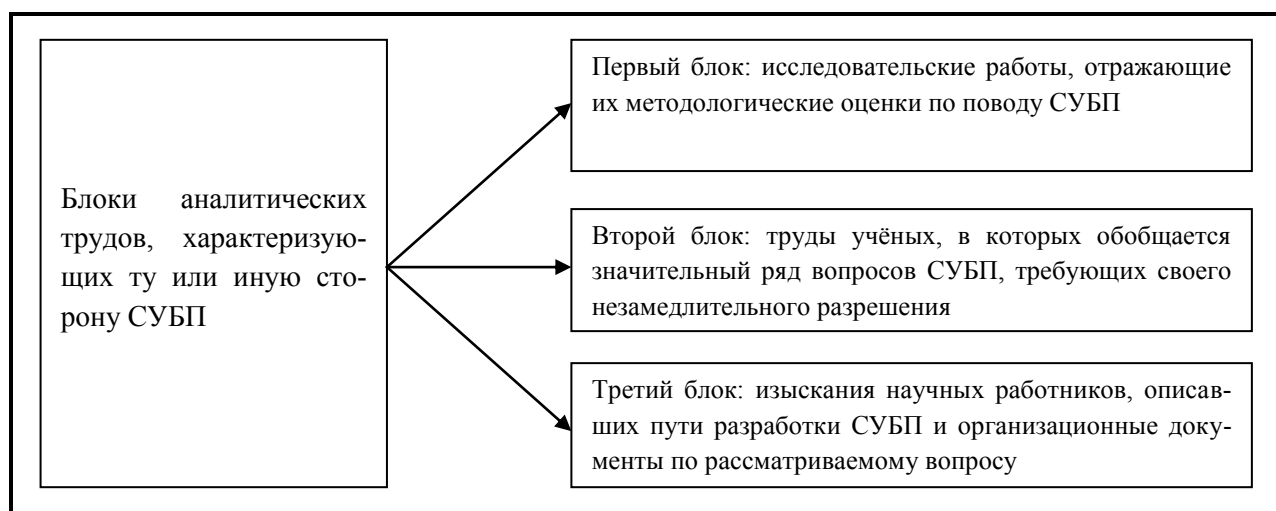 Блоки аналитических
трудов, характеризую-
щих ту или иную сто-
рону СУБП
Первый блок: исследовательские работы, отражающие
их методологические оценки по поводу СУБП
Второй блок: труды учёных, в которых обобщается
значительный ряд вопросов СУБП, требующих своего
незамедлительного разрешения
Третий блок: изыскания научных работников, описав-
ших пути разработки СУБП и организационные доку-
менты по рассматриваемому вопросу